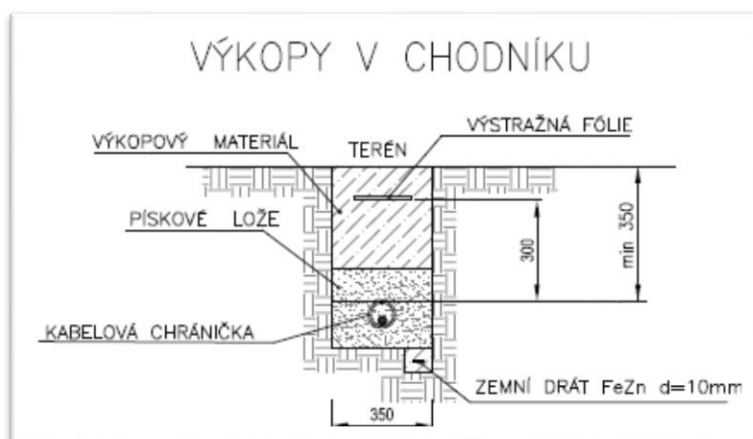 VÝKOPY V CHODNÍKU
VÝKOPOVÝ MATERIÁL
TERÉN
VÝSTRAŽNÁ FÓLIE
PÍSKOVÉ LOŽE
300
min 350
KABELOVÁ CHRÁNIČKA
ZEMNÍ DRÁT FeZn d=10mm
350